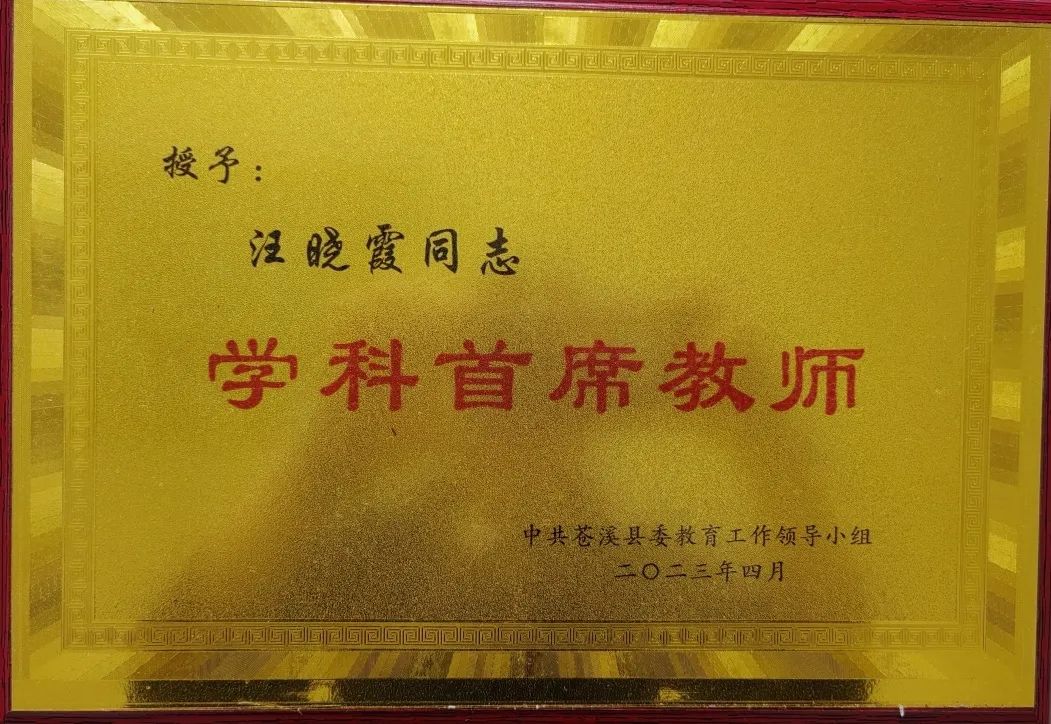 授予：
汪晓霞同志
学科首席教师
中共苍溪县委教育工作领导小组
二〇二三年四月